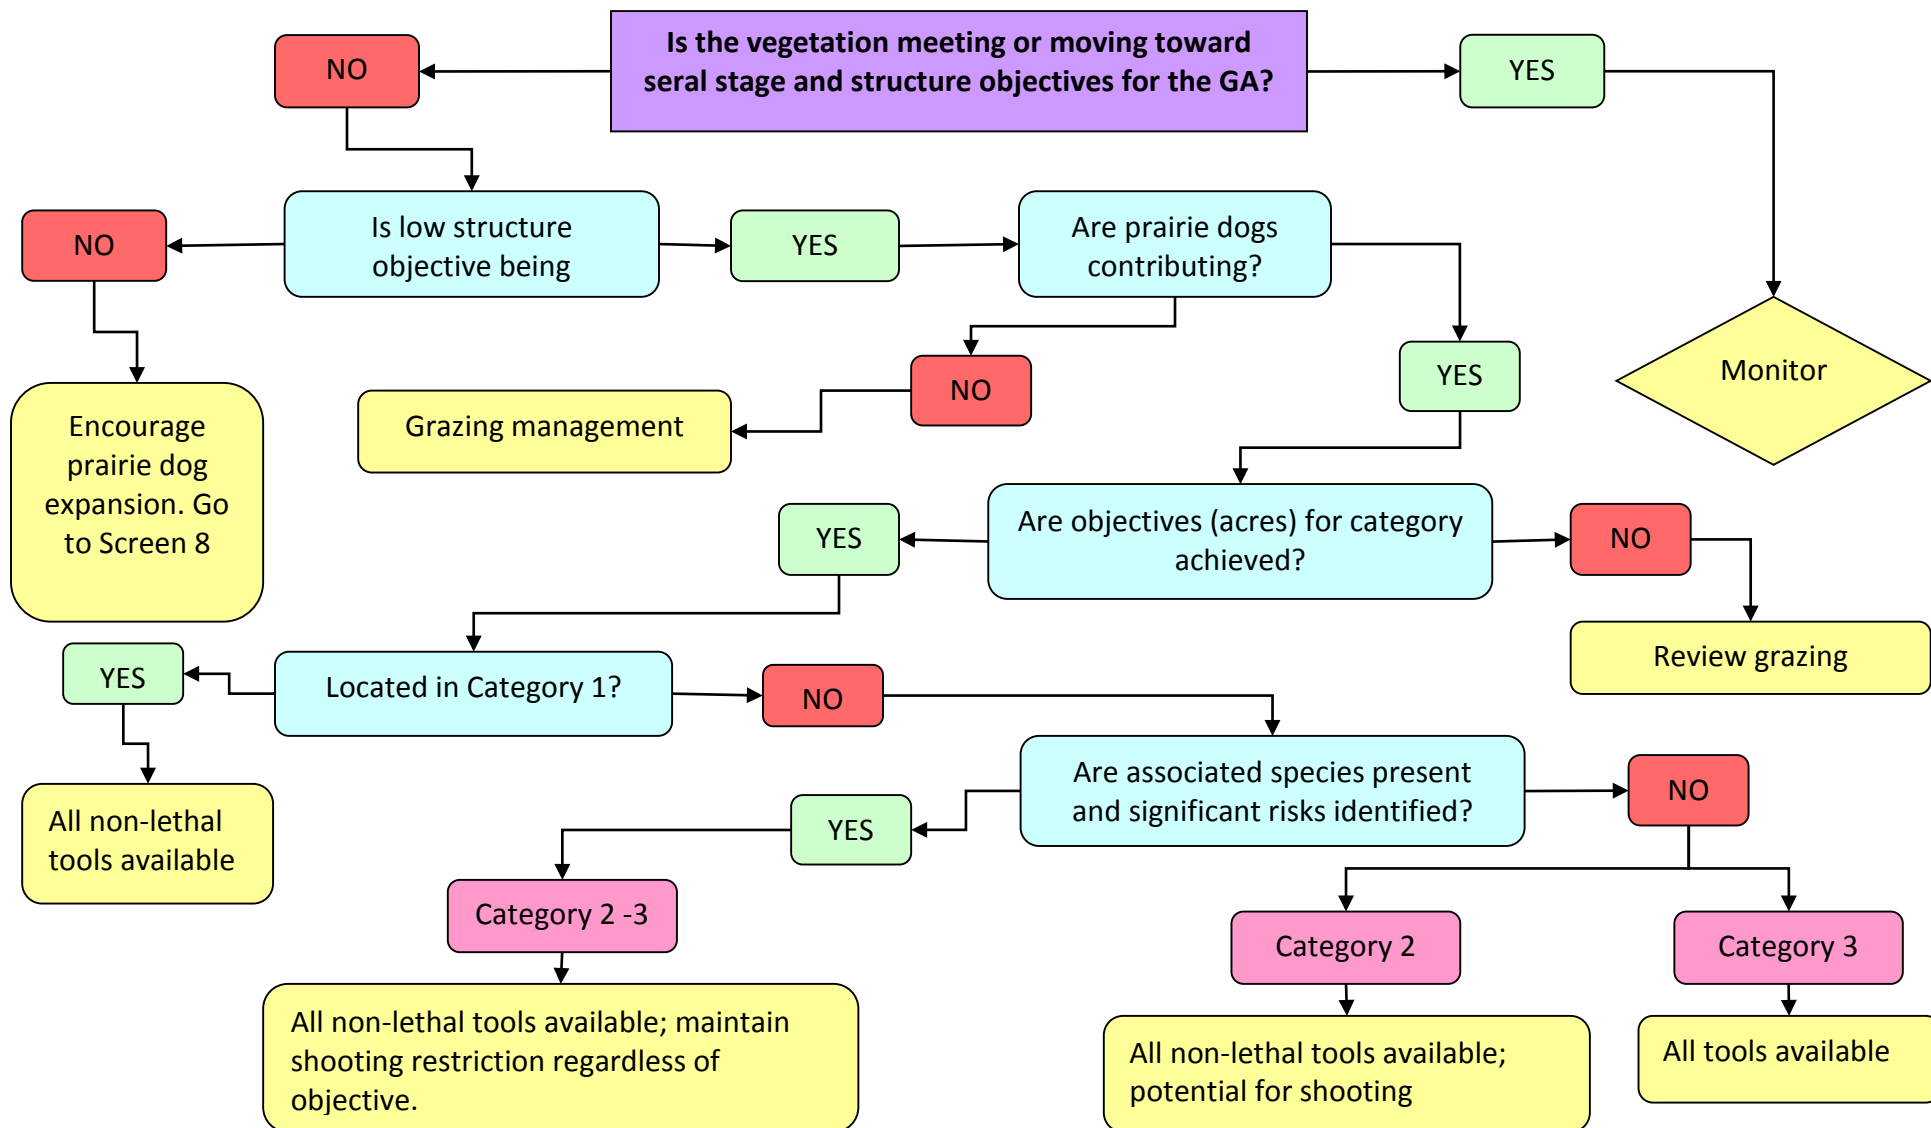 Is the vegetation meeting or moving toward
seral stage and structure objectives for the GA?
NO
YES
NO
Is low structure
objective being
YES
Are prairie dogs
contributing?
NO
YES
Monitor
Encourage
prairie dog
expansion. Go
to Screen 8
Grazing management
YES
Are objectives (acres) for category
achieved?
NO
Review grazing
YES
Located in Category 1?
NO
All non-lethal
tools available
Are associated species present
and significant risks identified?
NO
YES
Category 2 -3
Category 2
Category 3
All non-lethal tools available; maintain
shooting restriction regardless of
objective.
All non-lethal tools available;
potential for shooting
All tools available